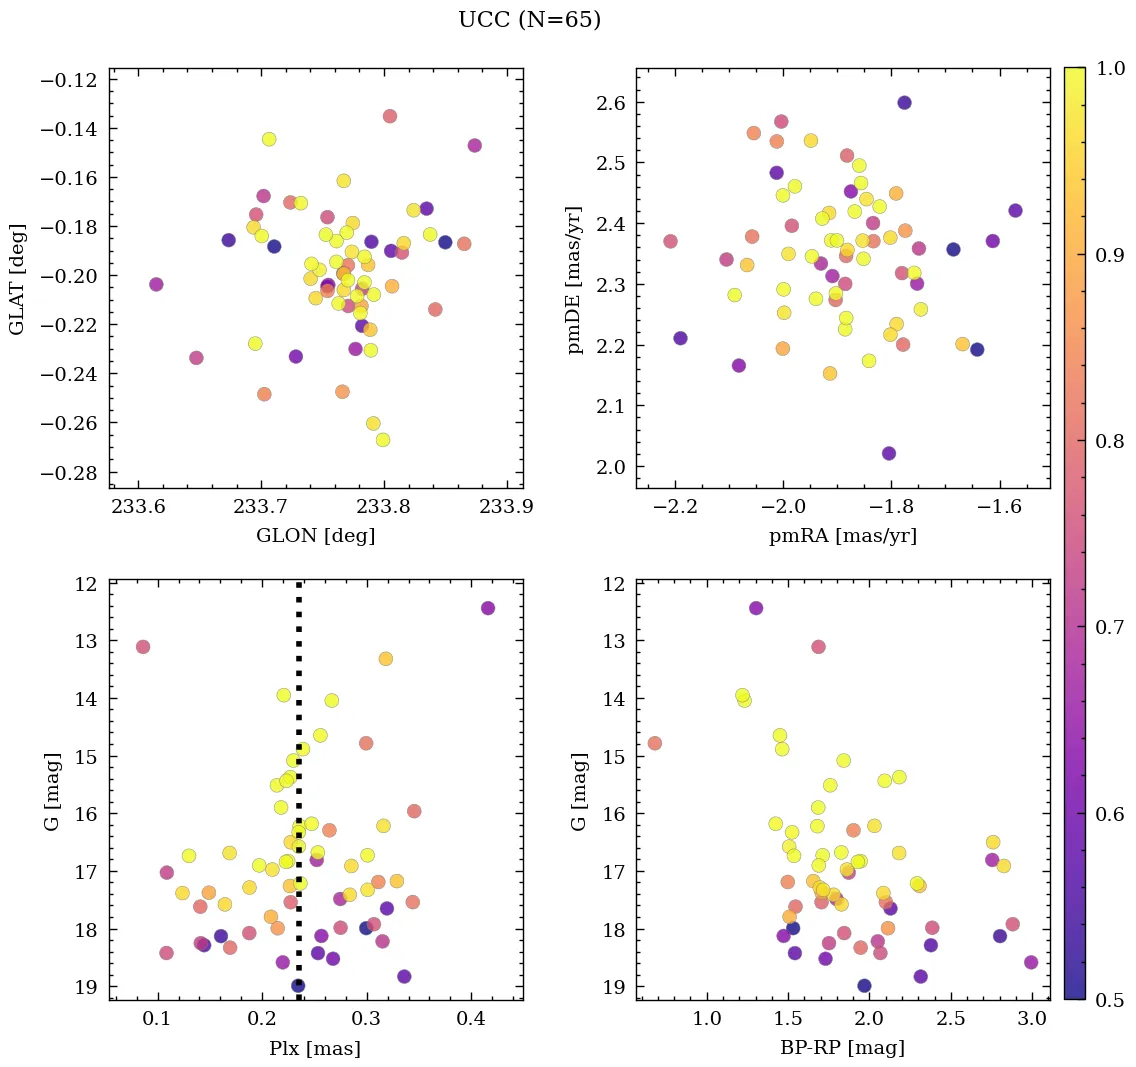 UCC (N=65)
−0.12
−0.14
−0.16
−0.18
−0.20
−0.22
−0.24
−0.26
−0.28
GLAT [deg]
233.6 233.7 233.8 233.9
GLON [deg]
2.6
2.5
2.4
2.3
2.2
2.1
2.0
pmDE [mas/yr]
−2.2 −2.0 −1.8 −1.6
pmRA [mas/yr]
12
13
14
15
16
17
18
19
G [mag]
0.1 0.2 0.3 0.4
Plx [mas]
12
13
14
15
16
17
18
19
G [mag]
1.0 1.5 2.0 2.5 3.0
BP-RP [mag]
1.0
0.9
0.8
0.7
0.6
0.5